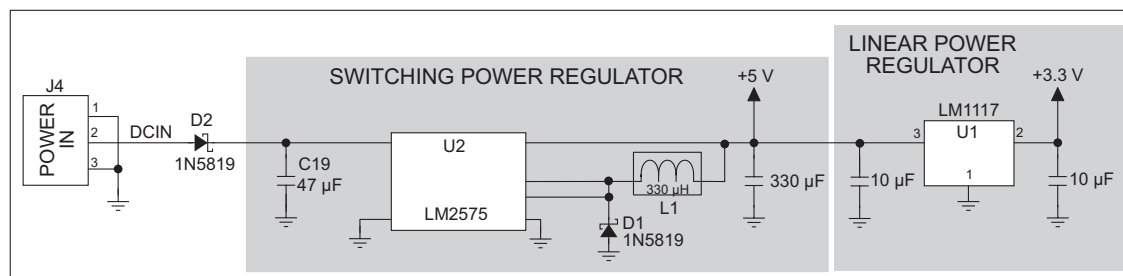 SWITCHING POWER REGULATOR
LINEAR POWER
REGULATOR
J4
POWER
IN
1
2
3
DCIN
D2
1N5819
C19
47 µF
U2
LM2575
330 µH
L1
D1
1N5819
+5 V
330 µF
10 µF
LM1117
U1
3
2
1
+3.3 V
10 µF